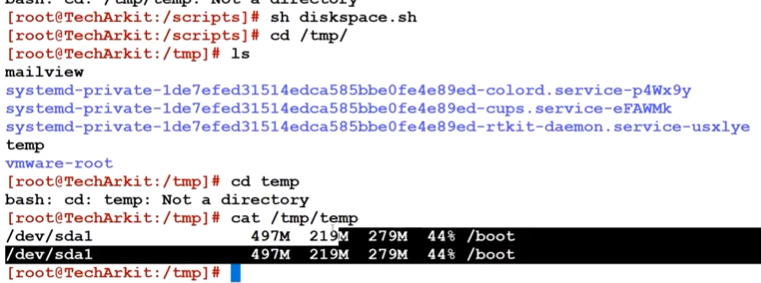 bash: cd: /tmp/temp: Not a directory
[root@TechArkit:/scripts]# sh diskspace.sh
[root@TechArkit:/scripts]# cd /tmp/
[root@TechArkit:/tmp]# ls
mailview
systemd-private-1de7efed31514edca585bbe0fe4e89ed-colord.service-p4Wx9y
systemd-private-1de7efed31514edca585bbe0fe4e89ed-cups.service-eFAWMk
systemd-private-1de7efed31514edca585bbe0fe4e89ed-rtkit-daemon.service-usxlye
temp
vmware-root
[root@TechArkit:/tmp]# cd temp
bash: cd: temp: Not a directory
[root@TechArkit:/tmp]# cat /tmp/temp
/dev/sda1 497M 219M 279M 44% /boot
/dev/sda1 497M 219M 279M 44% /boot
[root@TechArkit:/tmp]#